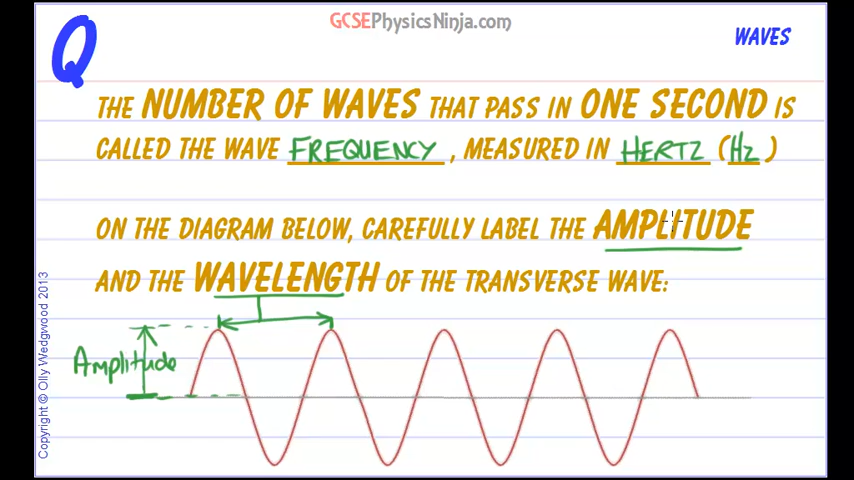 GCSEPhysicsNinja.com
Q
WAVES
THE NUMBER OF WAVES THAT PASS IN ONE SECOND IS
CALLED THE WAVE FREQUENCY, MEASURED IN HERTZ (Hz)
ON THE DIAGRAM BELOW, CAREFULLY LABEL THE AMPLITUDE
AND THE WAVELENGTH OF THE TRANSVERSE WAVE:
Amplitude
Copyright © Olly Wedgwood 2013